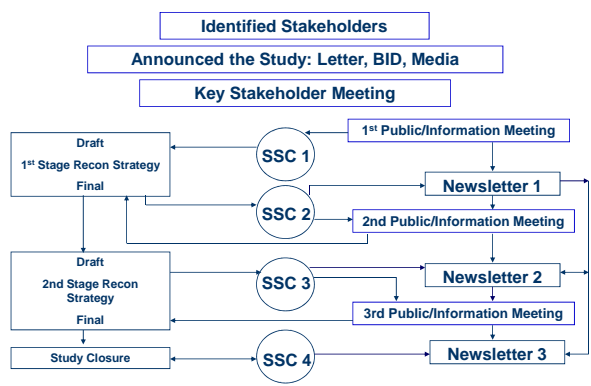 Identified Stakeholders
Announced the Study: Letter, BID, Media
Key Stakeholder Meeting
1st Public/Information Meeting
Draft
1st Stage Recon Strategy
Final
SSC 1
Newsletter 1
SSC 2
2nd Public/Information Meeting
Draft
2nd Stage Recon
Strategy
Final
SSC 3
Newsletter 2
3rd Public/Information Meeting
Study Closure
SSC 4
Newsletter 3